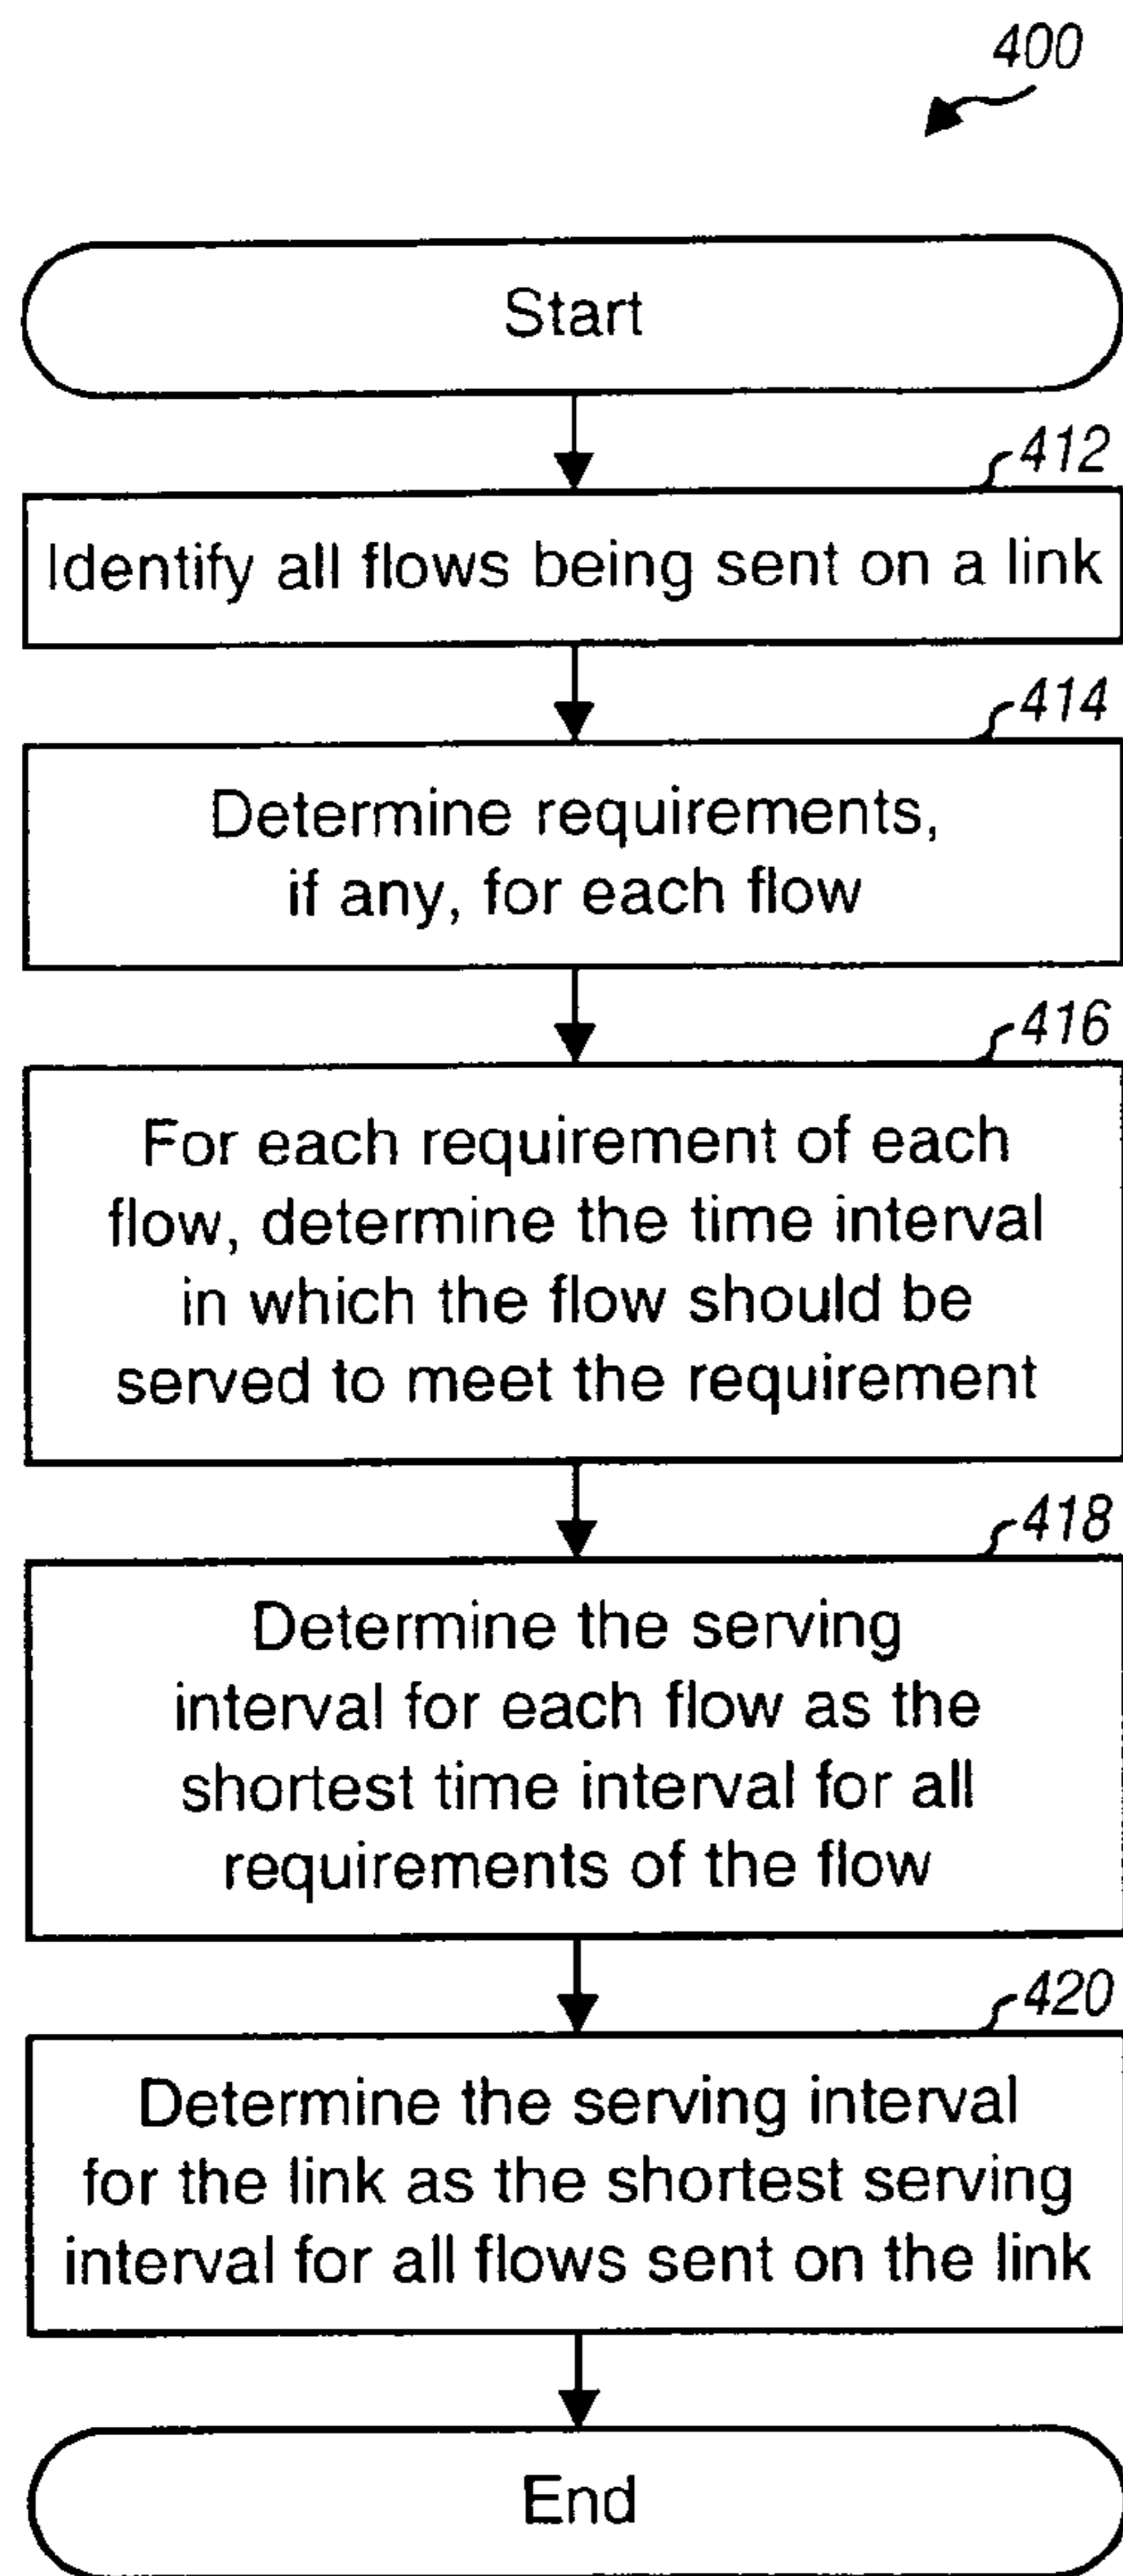 400
Start
412
Identify all flows being sent on a link
414
Determine requirements,
if any, for each flow
416
For each requirement of each
flow, determine the time interval
in which the flow should be
served to meet the requirement
418
Determine the serving
interval for each flow as the
shortest time interval for all
requirements of the flow
420
Determine the serving interval
for the link as the shortest serving
interval for all flows sent on the link
End